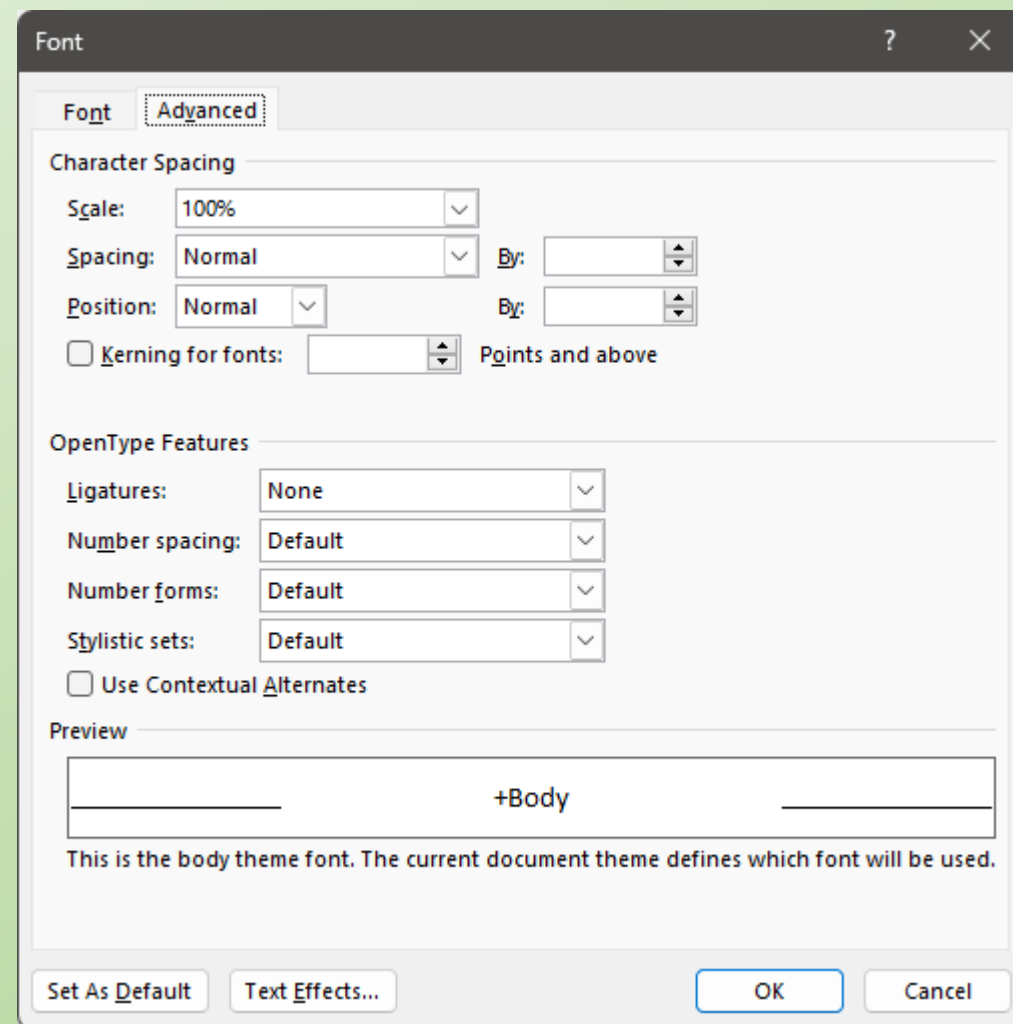 Font ?
Font Advanced
Character Spacing
Scale: 100%
Spacing: Normal By:
Position: Normal By:
Kerning for fonts: Points and above
OpenType Features
Ligatures: None
Number spacing: Default
Number forms: Default
Stylistic sets: Default
Use Contextual Alternates
Preview
+Body
This is the body theme font. The current document theme defines which font will be used.
Set As Default Text Effects... OK Cancel